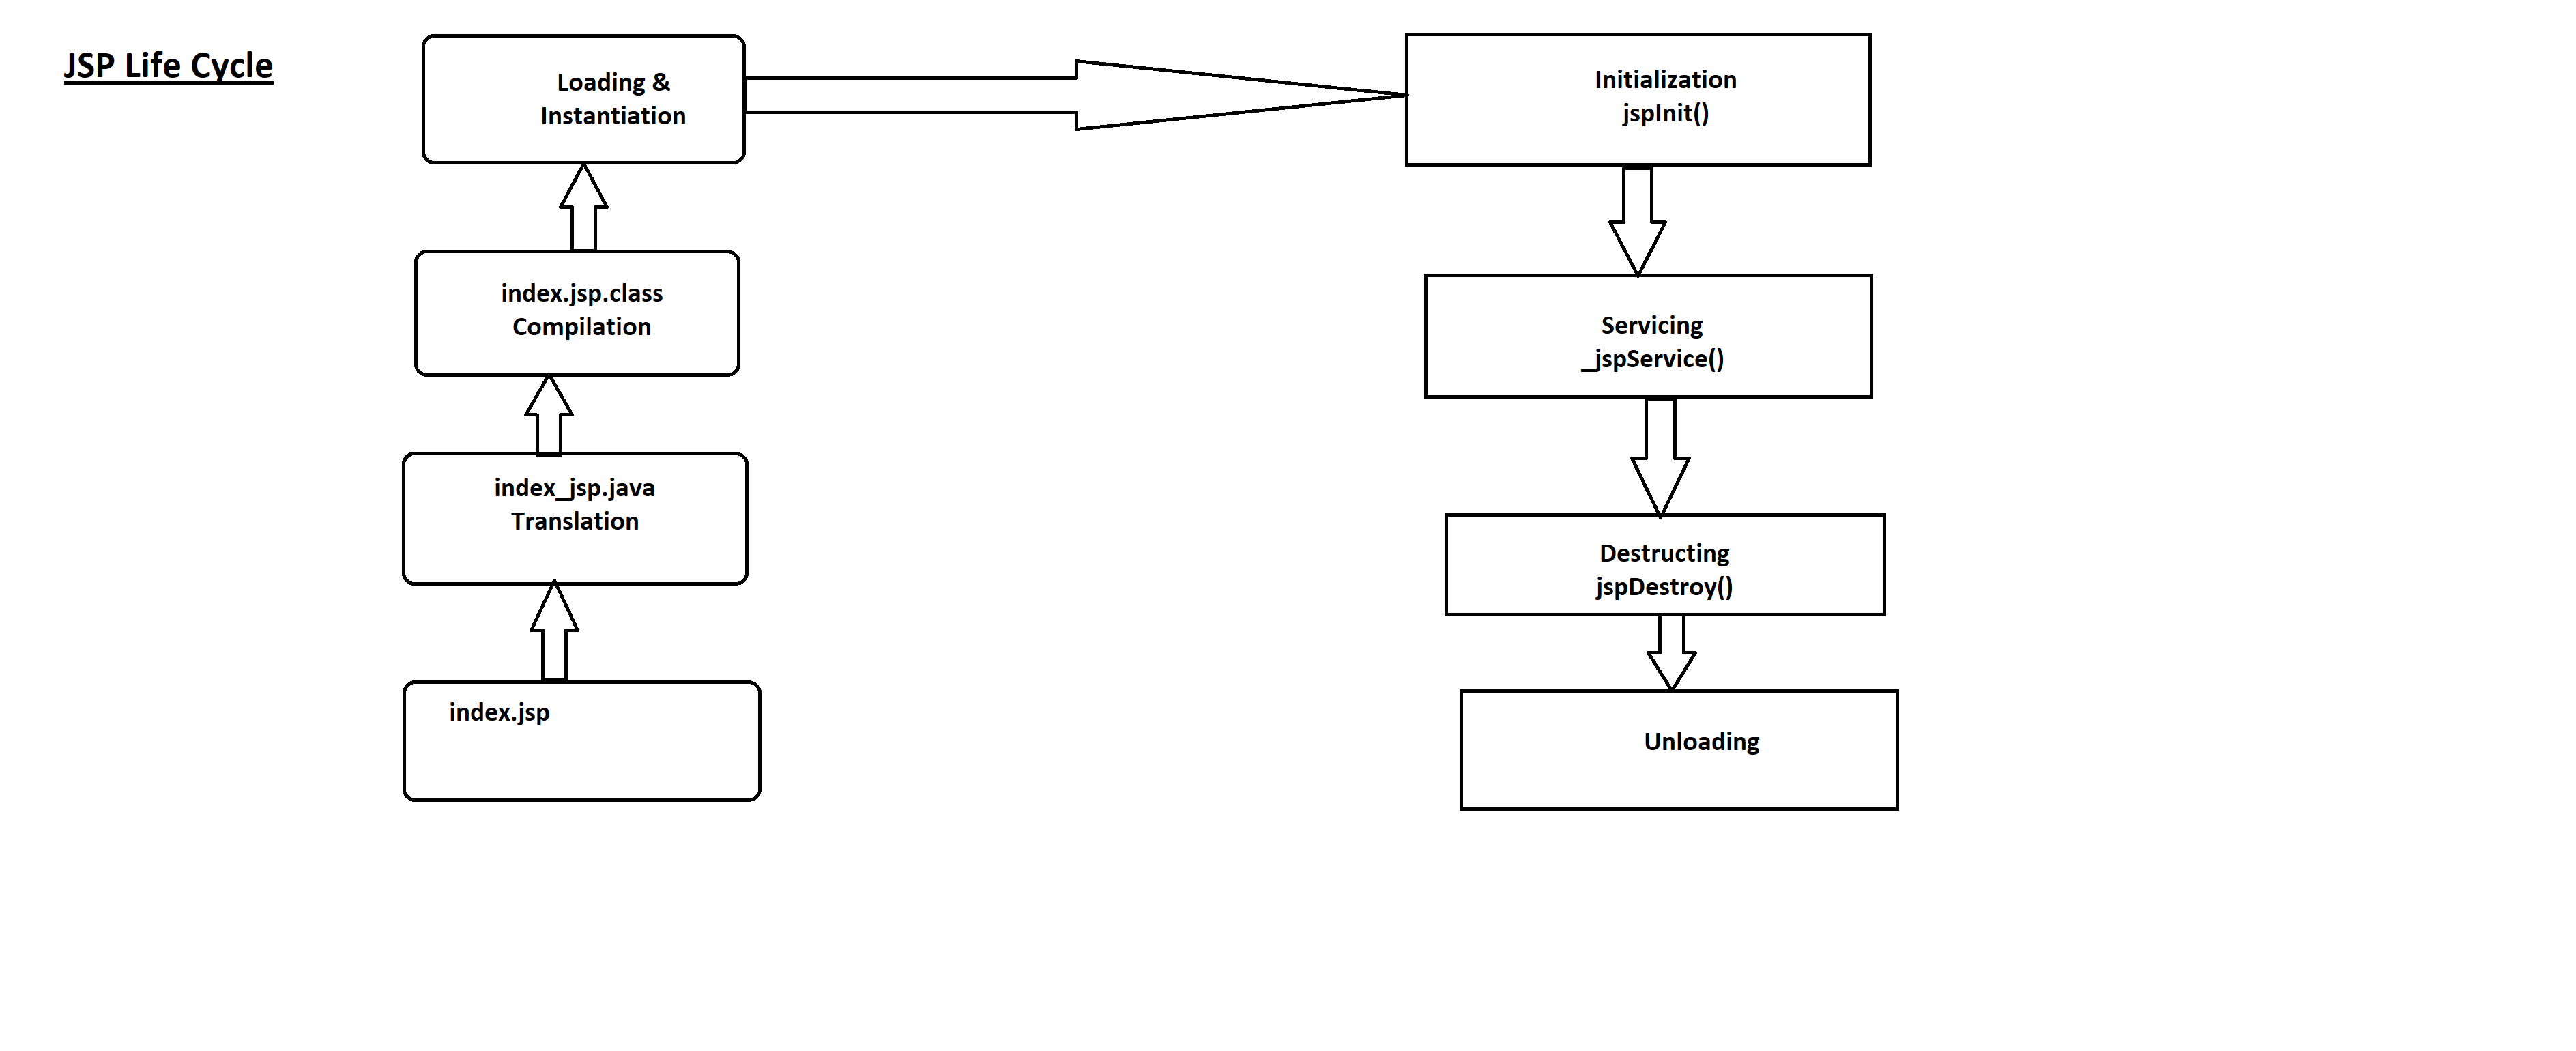 JSP Life Cycle
Loading &
Instantiation
Initialization
jspInit()
index.jsp.class
Compilation
Servicing
_jspService()
index_jsp.java
Translation
Destructing
jspDestroy()
index.jsp
Unloading